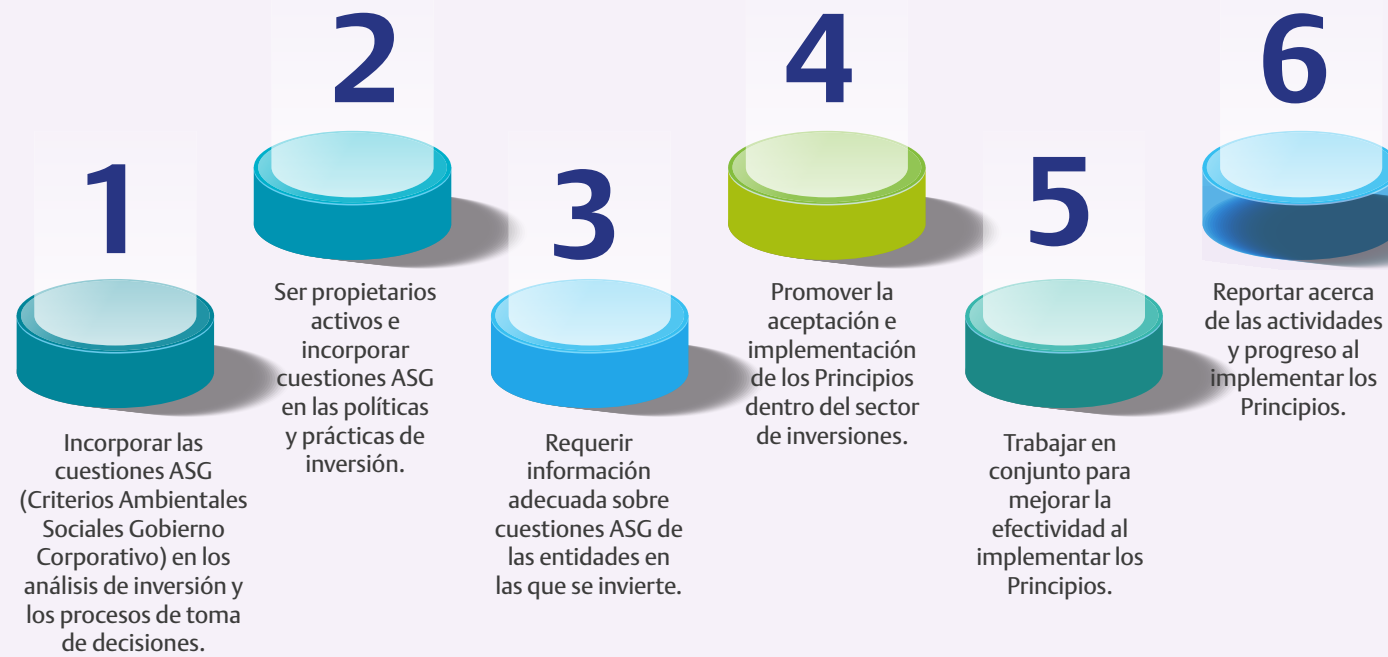 1
Incorporar las
cuestiones ASG
(Criterios Ambientales
Sociales Gobierno
Corporativo) en los
análisis de inversión y
los procesos de toma
de decisiones.
2
Ser propietarios
activos e
incorporar
cuestiones ASG
en las políticas
y prácticas de
inversión.
3
Requerir
información
adecuada sobre
cuestiones ASG de
las entidades en
las que se invierte.
4
Promover la
aceptación e
implementación
de los Principios
dentro del sector
de inversiones.
5
Trabajar en
conjunto para
mejorar la
efectividad al
implementar los
Principios.
6
Reportar acerca
de las actividades
y progreso al
implementar los
Principios.